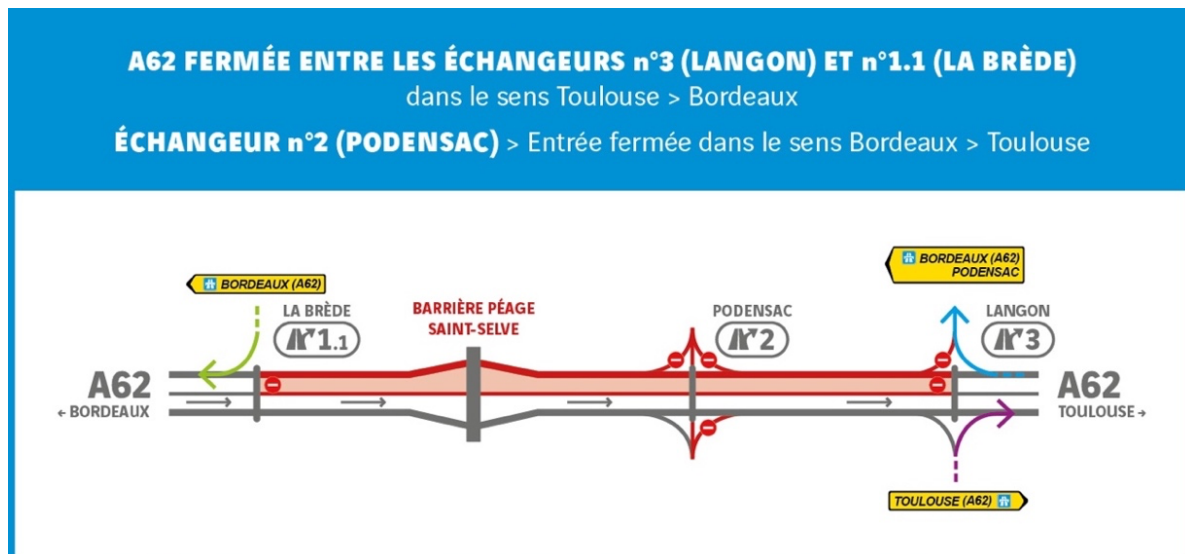 A62 FERMÉE ENTRE LES ÉCHANGEURS n°3 (LANGON) ET n°1.1 (LA BRÈDE)
dans le sens Toulouse > Bordeaux
ÉCHANGEUR n°2 (PODENSAC) > Entrée fermée dans le sens Bordeaux > Toulouse
BORDEAUX (A62)
LA BRÈDE
1.1
BARRIÈRE PÉAGE
SAINT-SELVE
PODENSAC
2
BORDEAUX (A62)
PODENSAC
LANGON
3
A62
← BORDEAUX
A62
TOULOUSE →
TOULOUSE (A62)